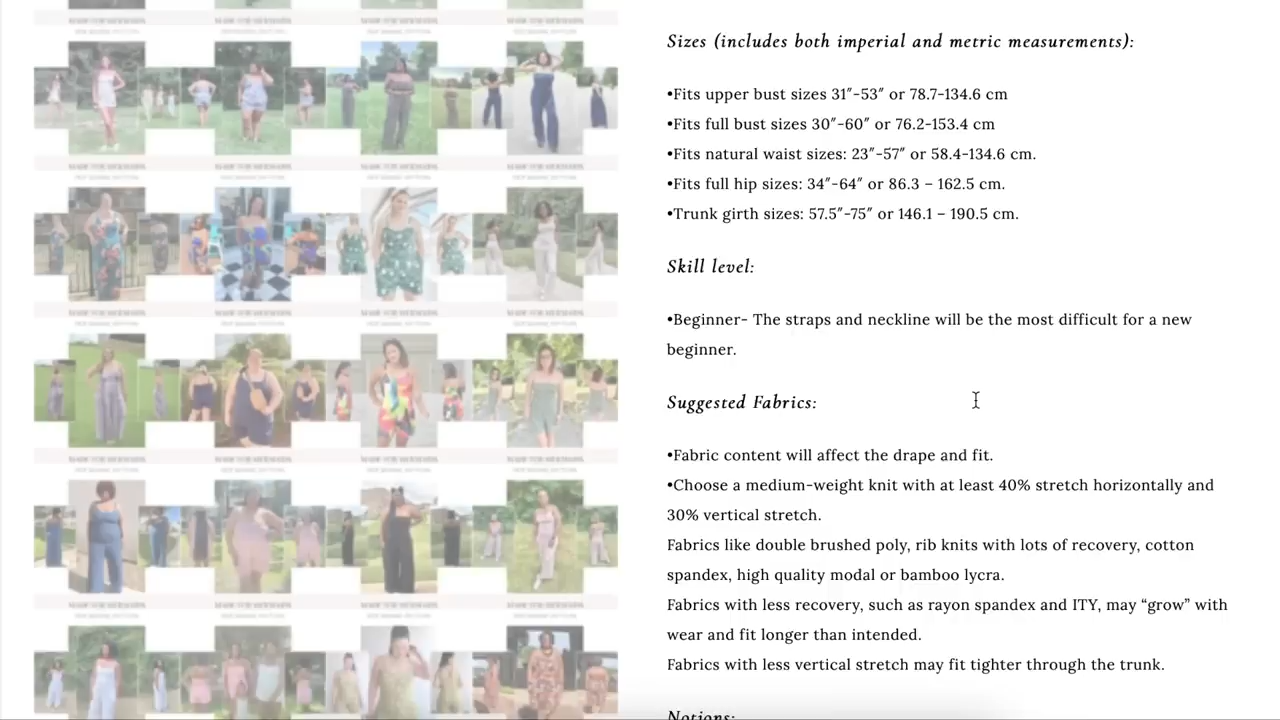 Sizes (includes both imperial and metric measurements):
•Fits upper bust sizes 31″-53″ or 78.7-134.6 cm
•Fits full bust sizes 30″-60″ or 76.2-153.4 cm
•Fits natural waist sizes: 23″-57″ or 58.4-134.6 cm.
•Fits full hip sizes: 34″-64″ or 86.3 – 162.5 cm.
•Trunk girth sizes: 57.5″-75″ or 146.1 – 190.5 cm.
Skill level:
•Beginner- The straps and neckline will be the most difficult for a new
beginner.
Suggested Fabrics:
•Fabric content will affect the drape and fit.
•Choose a medium-weight knit with at least 40% stretch horizontally and
30% vertical stretch.
Fabrics like double brushed poly, rib knits with lots of recovery, cotton
spandex, high quality modal or bamboo lycra.
Fabrics with less recovery, such as rayon spandex and ITY, may “grow” with
wear and fit longer than intended.
Fabrics with less vertical stretch may fit tighter through the trunk.
Notions: